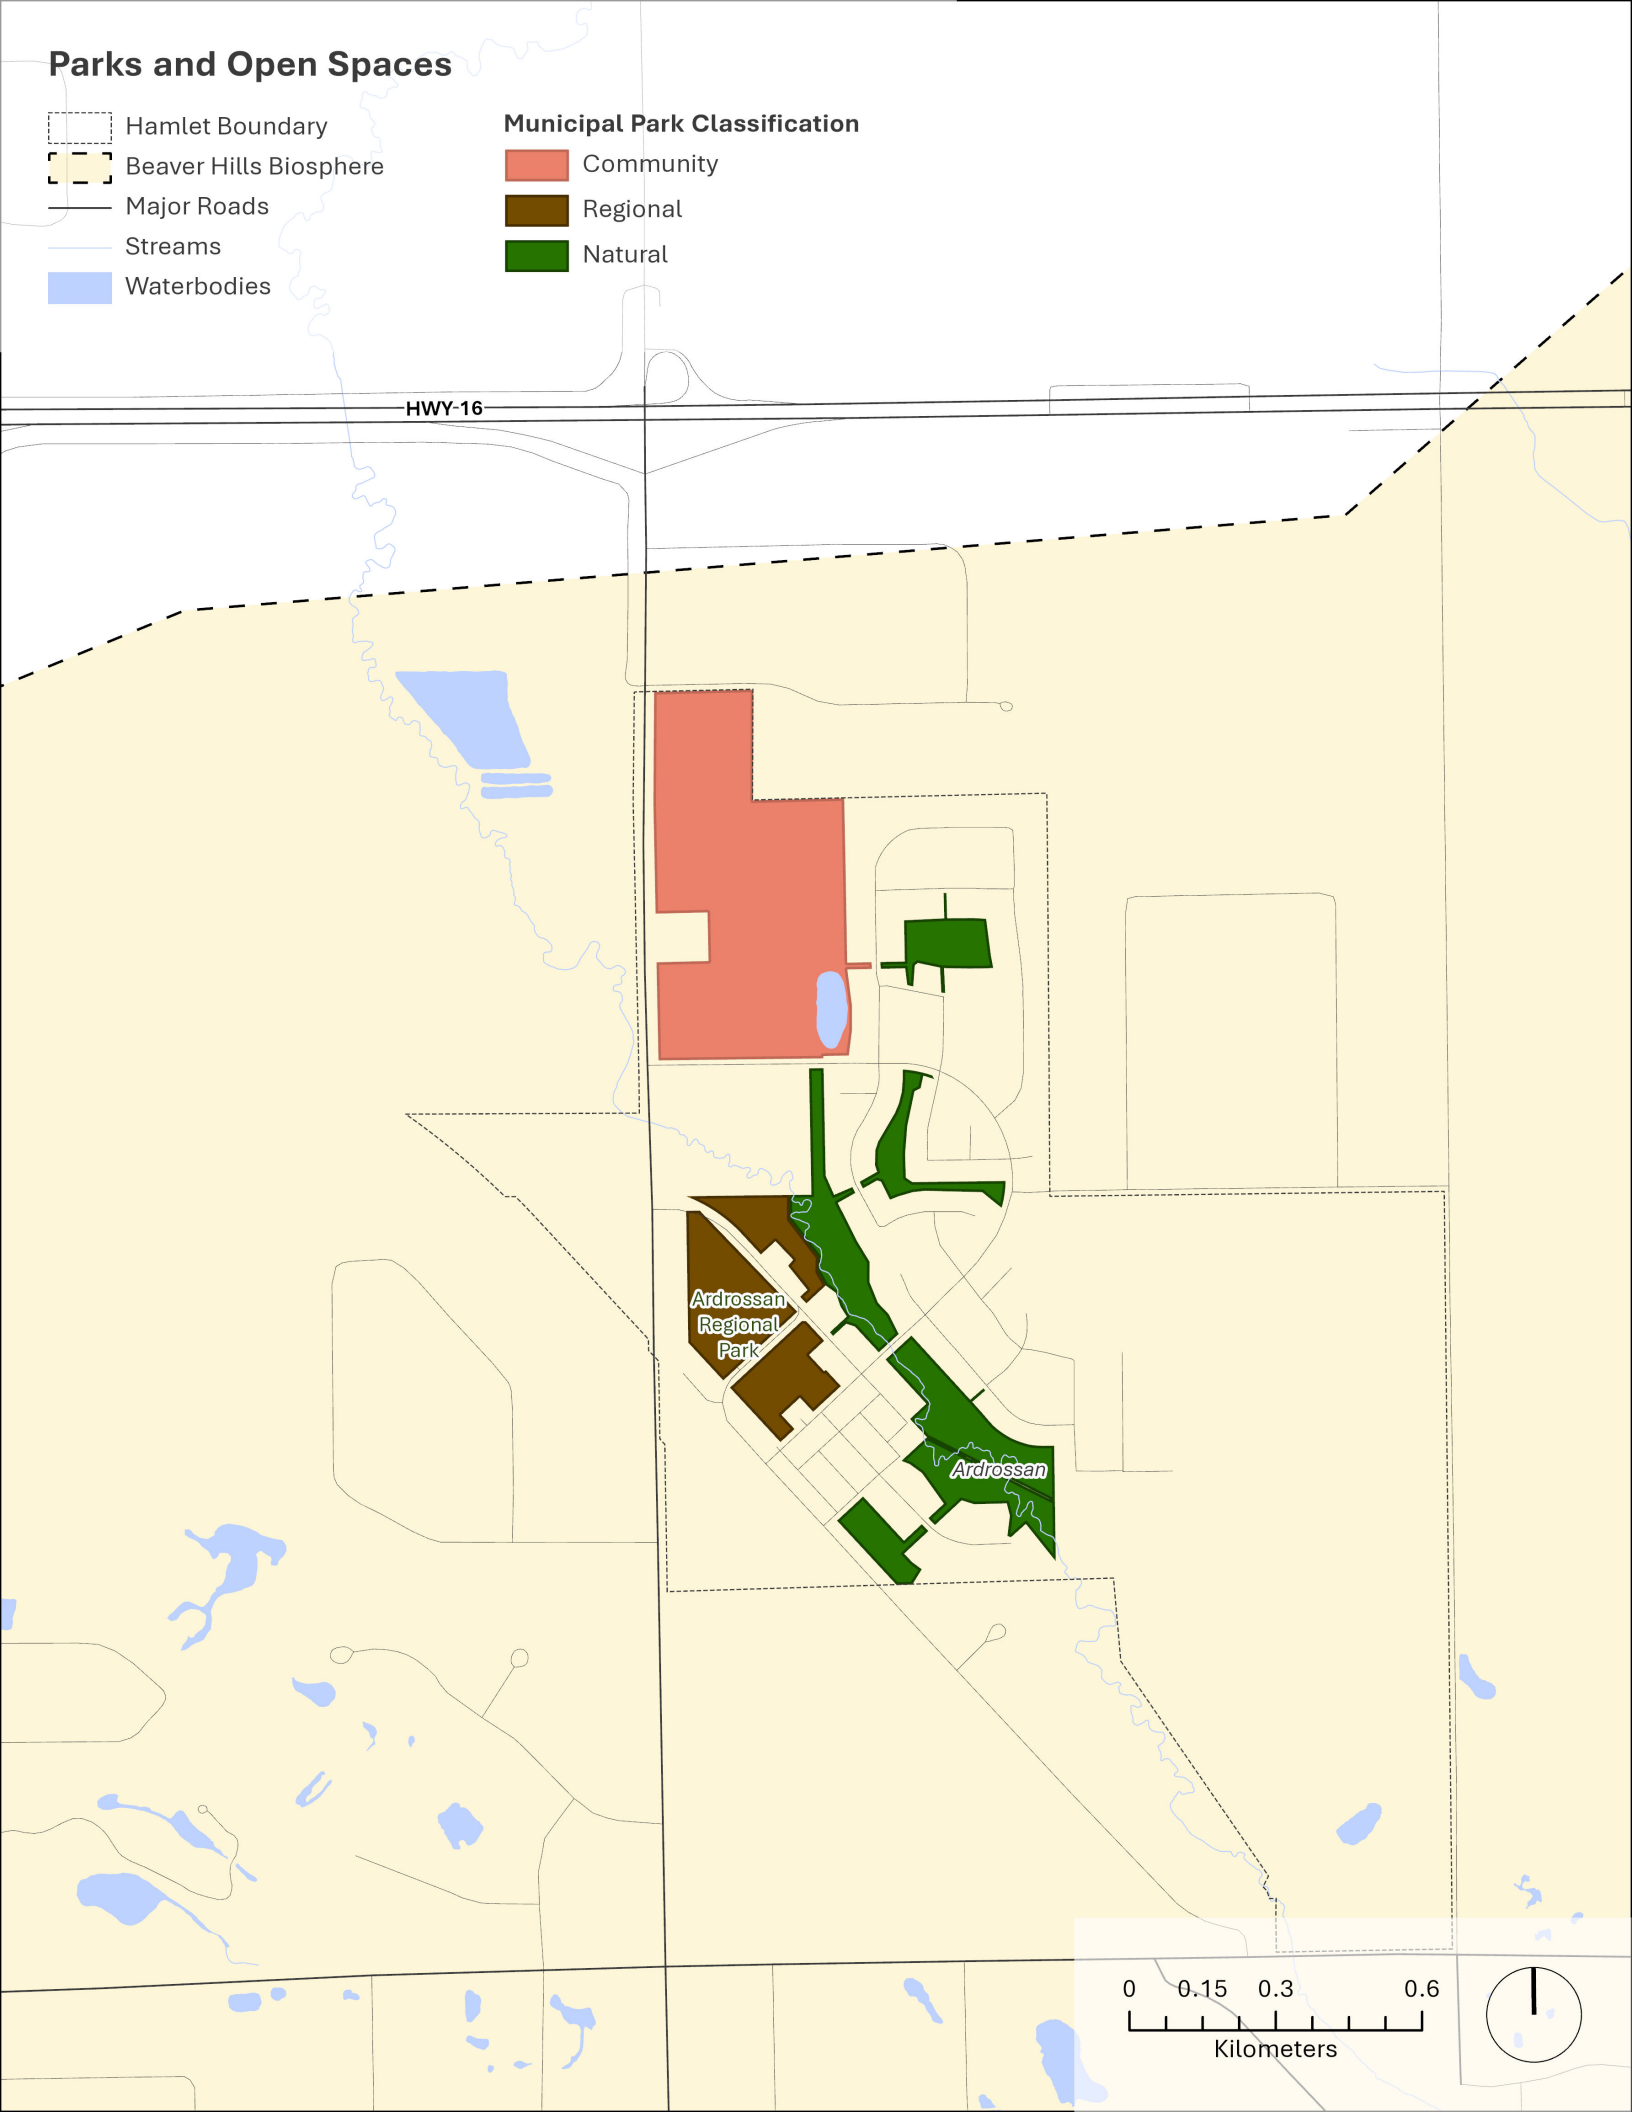 Parks and Open Spaces
Hamlet Boundary
Beaver Hills Biosphere
Major Roads
Streams
Waterbodies
Municipal Park Classification
Community
Regional
Natural
HWY 16
Ardrossan
Regional
Park
Ardrossan
0 0.15 0.3 0.6
Kilometers